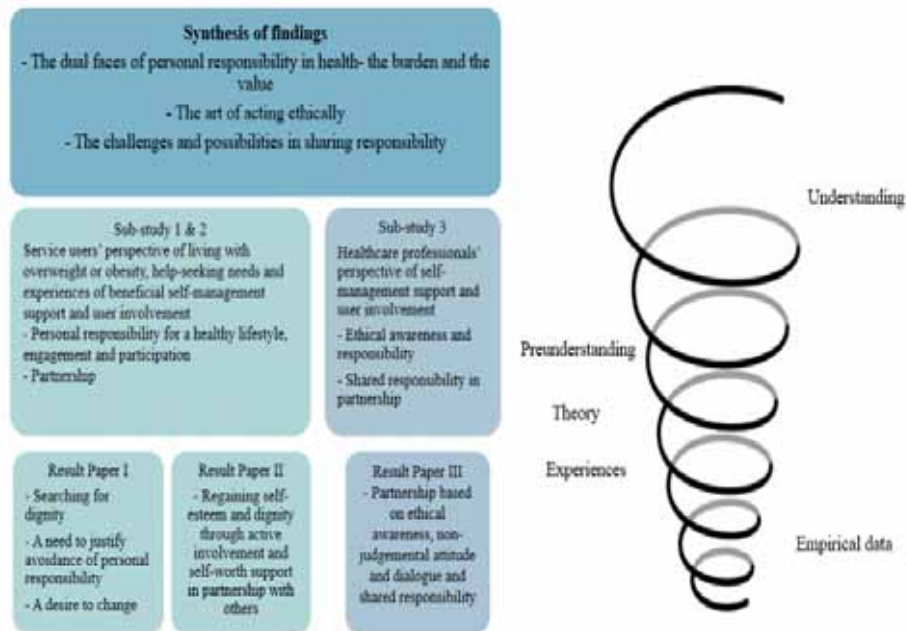 Synthesis of findings
- The dual faces of personal responsibility in health- the burden and the
value
- The art of acting ethically
- The challenges and possibilities in sharing responsibility
Sub-study 1 & 2
Service users' perspective of living with
overweight or obesity, help-seeking needs and
experiences of beneficial self-management
support and user involvement
- Personal responsibility for a healthy lifestyle,
engagement and participation
- Partnership
Sub-study 3
Healthcare professionals'
perspective of self-
management support and
user involvement
- Ethical awareness and
responsibility
- Shared responsibility in
partnership
Result Paper I
- Searching for
dignity
- A need to justify
avoidance of personal
responsibility
- A desire to change
Result Paper II
- Regaining self-
esteem and dignity
through active
involvement and
self-worth support
in partnership with
others
Result Paper III
- Partnership based
on ethical
awareness, non-
judgemental attitude
and dialogue and
shared responsibility
Understanding
Preunderstanding
Theory
Experiences
Empirical data